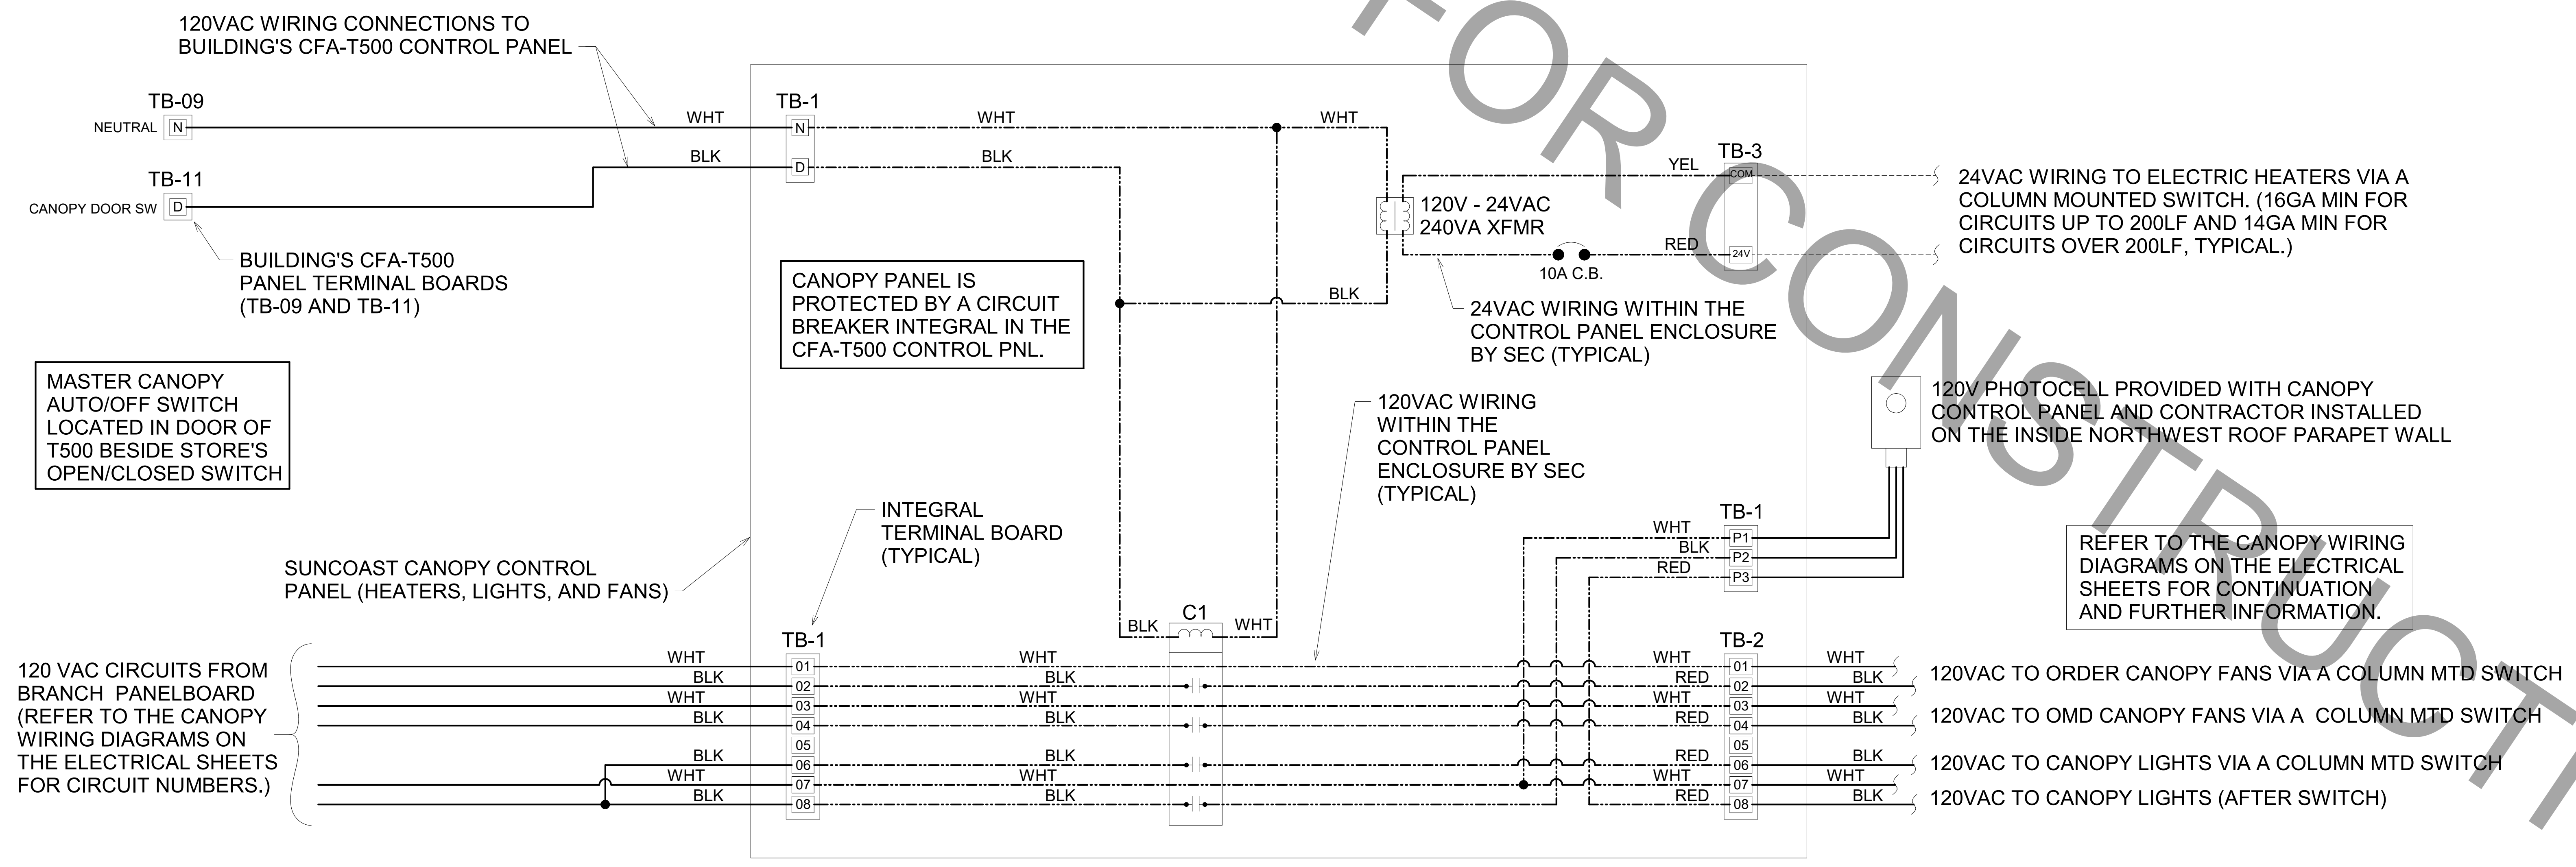 120VAC WIRING CONNECTIONS TO
BUILDING'S CFA-T500 CONTROL PANEL
TB-09
NEUTRAL N
WHT
TB-11
CANOPY DOOR SW D
BLK
BUILDING'S CFA-T500
PANEL TERMINAL BOARDS
(TB-09 AND TB-11)
MASTER CANOPY
AUTO/OFF SWITCH
LOCATED IN DOOR OF
T500 BESIDE STORE'S
OPEN/CLOSED SWITCH
TB-1
N
D
WHT
BLK
WHT
BLK
CANOPY PANEL IS
PROTECTED BY A CIRCUIT
BREAKER INTEGRAL IN THE
CFA-T500 CONTROL PNL.
120V - 24VAC
240VA XFMR
YEL
RED
10A C.B.
TB-3
COM
24V
24VAC WIRING WITHIN THE
CONTROL PANEL ENCLOSURE
BY SEC (TYPICAL)
24VAC WIRING TO ELECTRIC HEATERS VIA A
COLUMN MOUNTED SWITCH. (16GA MIN FOR
CIRCUITS UP TO 200LF AND 14GA MIN FOR
CIRCUITS OVER 200LF, TYPICAL.)
120V PHOTOCELL PROVIDED WITH CANOPY
CONTROL PANEL AND CONTRACTOR INSTALLED
ON THE INSIDE NORTHWEST ROOF PARAPET WALL
120VAC WIRING
WITHIN THE
CONTROL PANEL
ENCLOSURE BY SEC
(TYPICAL)
INTEGRAL
TERMINAL BOARD
(TYPICAL)
SUNCOAST CANOPY CONTROL
PANEL (HEATERS, LIGHTS, AND FANS)
TB-1
WHT P1
BLK P2
RED P3
REFER TO THE CANOPY WIRING
DIAGRAMS ON THE ELECTRICAL
SHEETS FOR CONTINUATION
AND FURTHER INFORMATION.
C1
BLK WHT
120 VAC CIRCUITS FROM
BRANCH PANELBOARD
(REFER TO THE CANOPY
WIRING DIAGRAMS ON
THE ELECTRICAL SHEETS
FOR CIRCUIT NUMBERS.)
TB-1
TB-2
WHT 01 WHT WHT 01 WHT
BLK 02 BLK RED 02 BLK
WHT 03 WHT WHT 03 WHT
BLK 04 BLK RED 04 BLK
05 05
BLK 06 BLK RED 06 BLK
WHT 07 WHT WHT 07 WHT
BLK 08 BLK RED 08 BLK
120VAC TO ORDER CANOPY FANS VIA A COLUMN MTD SWITCH
120VAC TO OMD CANOPY FANS VIA A COLUMN MTD SWITCH
120VAC TO CANOPY LIGHTS VIA A COLUMN MTD SWITCH
120VAC TO CANOPY LIGHTS (AFTER SWITCH)
FOR CONSTRUCTI